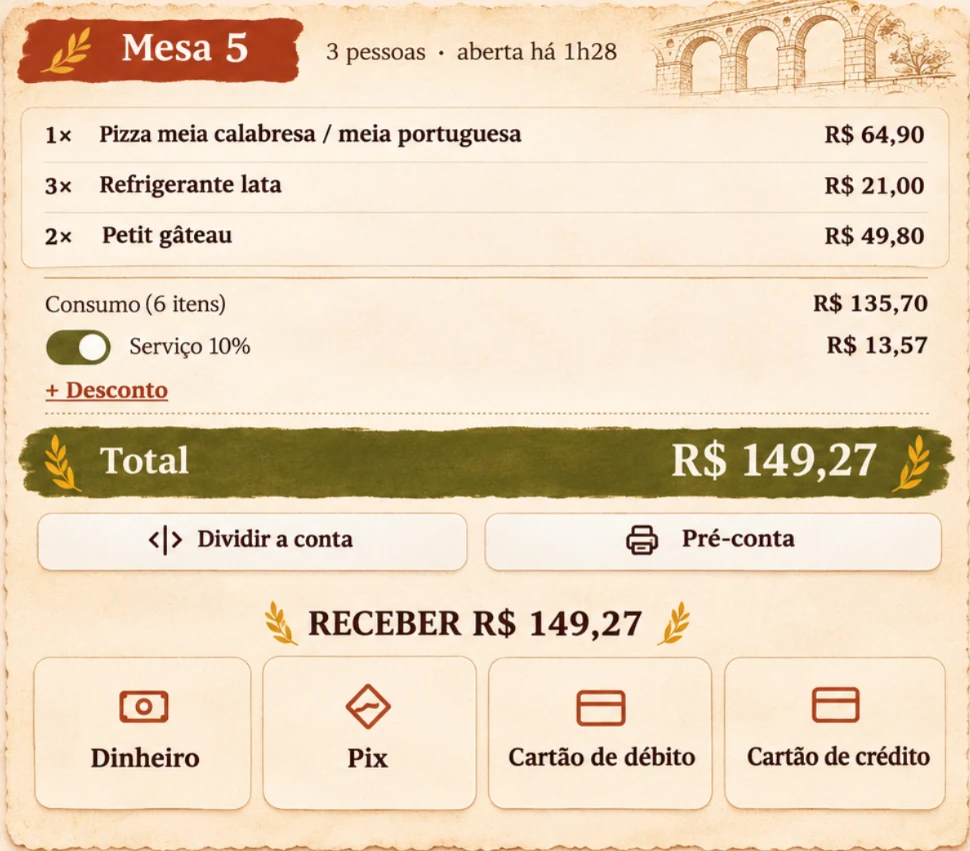 Mesa 5
3 pessoas · aberta há 1h28
1× Pizza meia calabresa / meia portuguesa R$ 64,90
3× Refrigerante lata R$ 21,00
2× Petit gâteau R$ 49,80
Consumo (6 itens) R$ 135,70
Serviço 10% R$ 13,57
+ Desconto
Total R$ 149,27
Dividir a conta
Pré-conta
RECEBER R$ 149,27
Dinheiro
Pix
Cartão de débito
Cartão de crédito